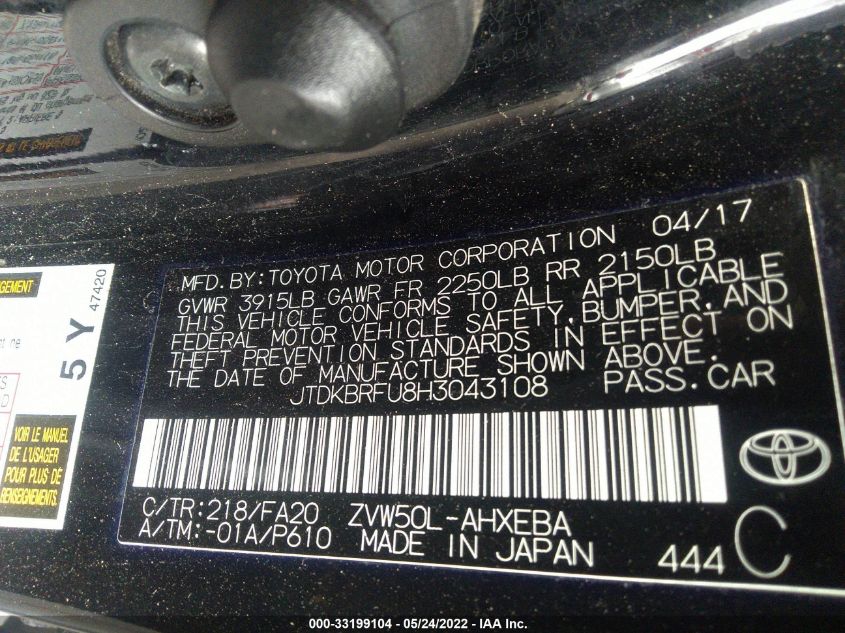 MFD.BY:TOYOTA MOTOR CORPORATION 04/17
GVWR 3915LB GAWR FR 2250LB RR 2150LB
THIS VEHICLE CONFORMS TO ALL APPLICABLE
FEDERAL MOTOR VEHICLE SAFETY,BUMPER,AND
THEFT PREVENTION STANDARDS IN EFFECT ON
THE DATE OF MANUFACTURE SHOWN ABOVE.
JTDKBRFU8H3043108 PASS.CAR
C/TR:218/FA20 ZVW50L-AHXEBA
A/TM:-01A/P610 MADE IN JAPAN 444 C
5 Y 47420
VOIR LE MANUEL
DE L'USAGER
POUR PLUS DE
RENSEIGNEMENTS.
000-33199104 - 05/24/2022 - IAA Inc.